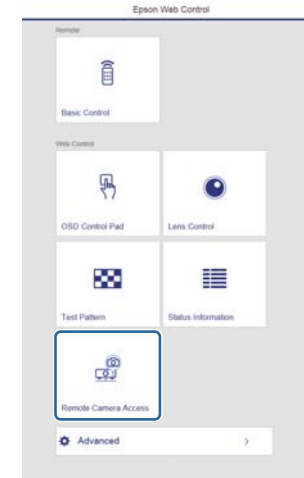 Epson Web Control
Remote
Basic Control
Web Control
OSD Control Pad
Lens Control
Test Pattern
Status Information
Remote Camera Access
Advanced